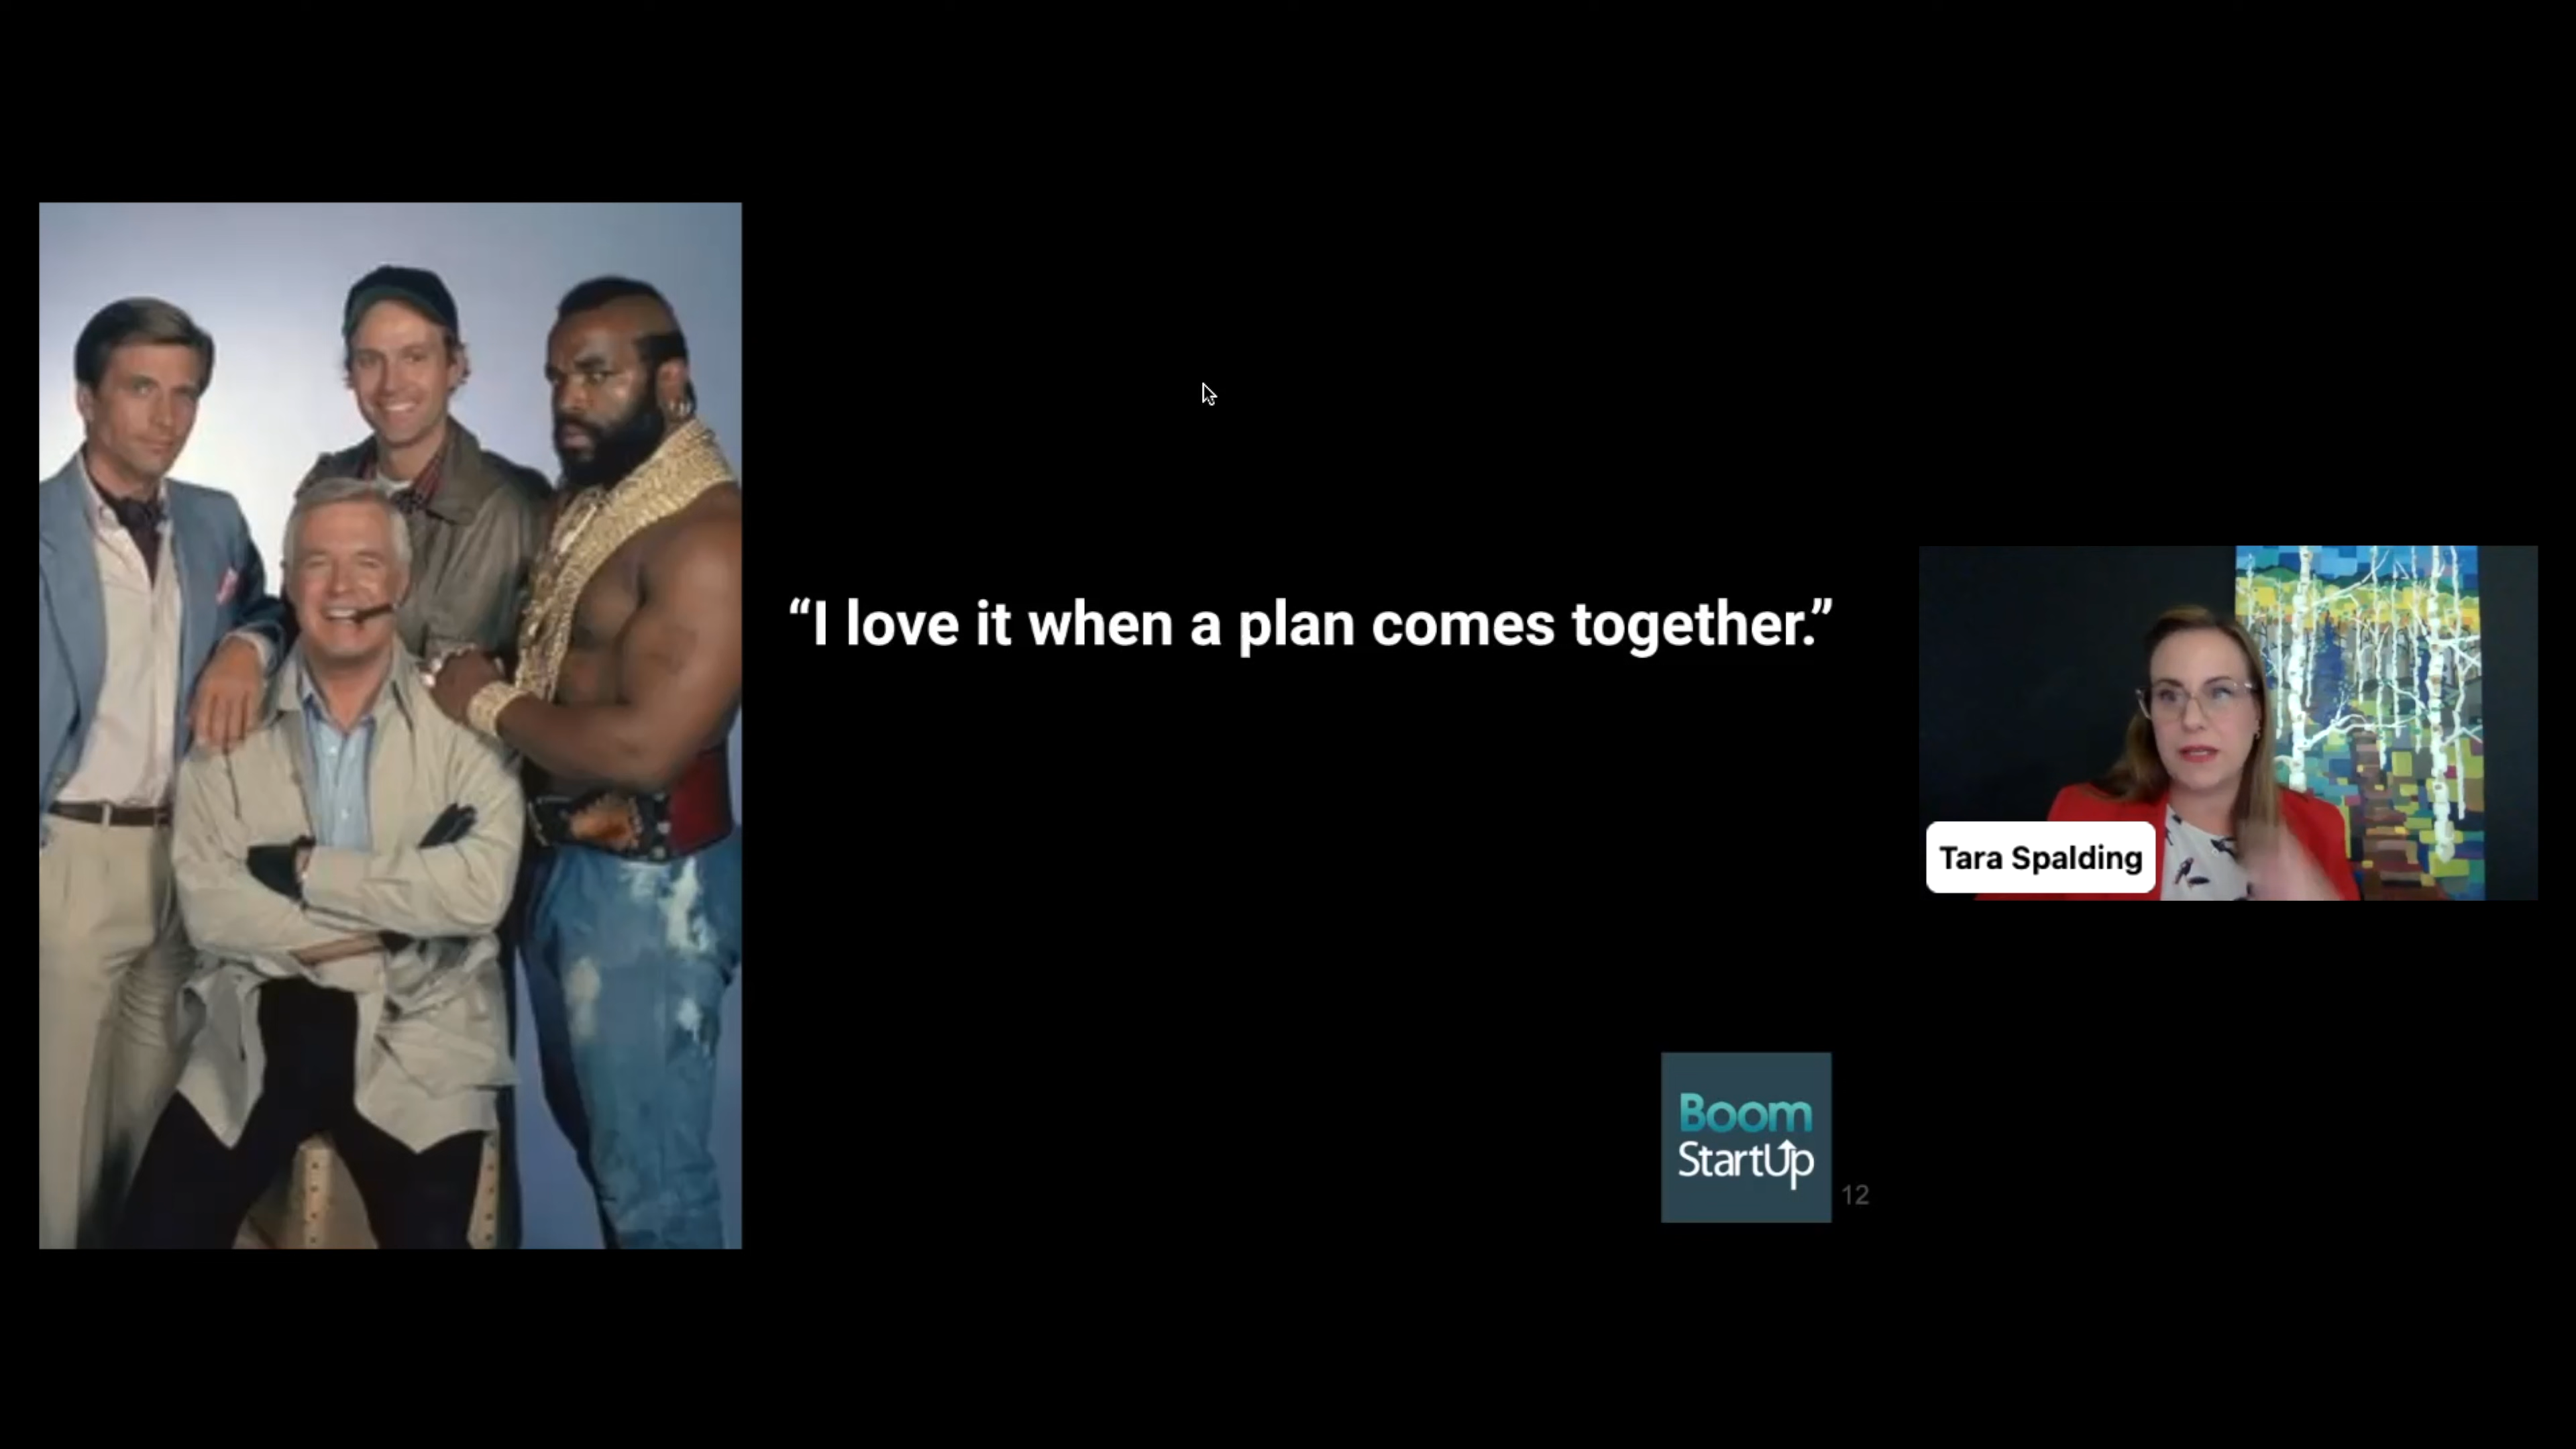 “I love it when a plan comes together.”
Tara Spalding
Boom
StartUp
12